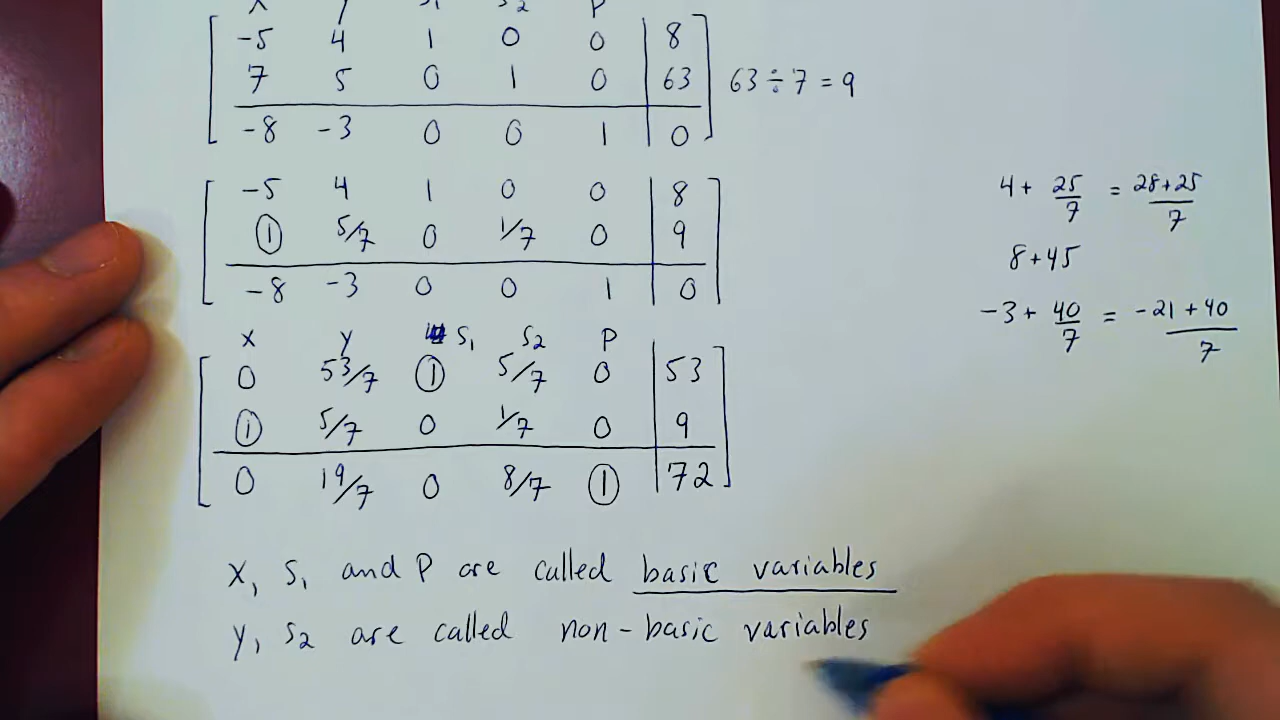 x y s₁ s₂ P
-5 4 1 0 0 8
7 5 0 1 0 63 63 ÷ 7 = 9
-8 -3 0 0 1 0
-5 4 1 0 0 8
1 5/7 0 1/7 0 9
-8 -3 0 0 1 0
4 + 25/7 = 28+25/7
8 + 45
-3 + 40/7 = -21 + 40/7
x y s₁ s₂ P
0 53/7 1 5/7 0 53
1 5/7 0 1/7 0 9
0 19/7 0 8/7 1 72
x, s₁ and P are called basic variables
y, s₂ are called non-basic variables